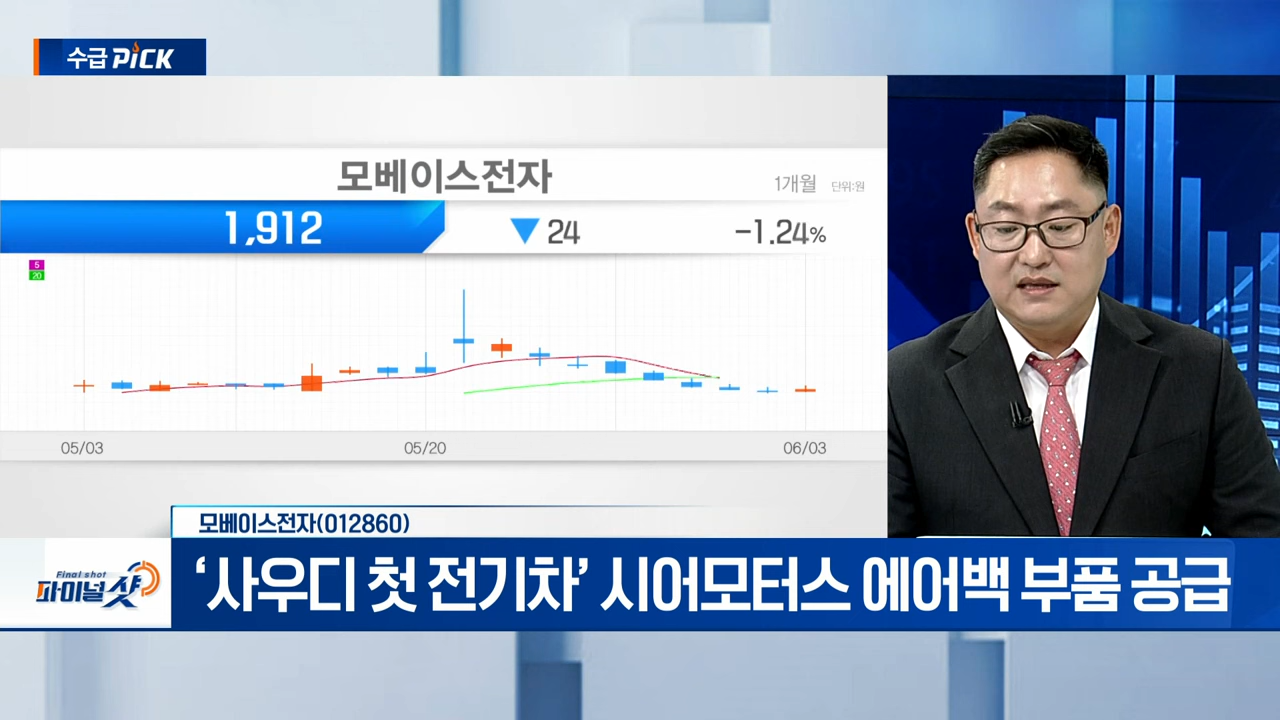 수급 PICK
모베이스전자
1개월 단위:원
1,912 ▼ 24 -1.24%
5
20
05/03 05/20 06/03
모베이스전자(012860)
Final shot
파이널샷
‘사우디 첫 전기차’ 시어모터스 에어백 부품 공급